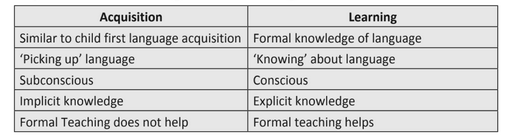 Acquisition Learning
Similar to child first language acquisition Formal knowledge of language
‘Picking up’ language ‘Knowing’ about language
Subconscious Conscious
Implicit knowledge Explicit knowledge
Formal Teaching does not help Formal teaching helps